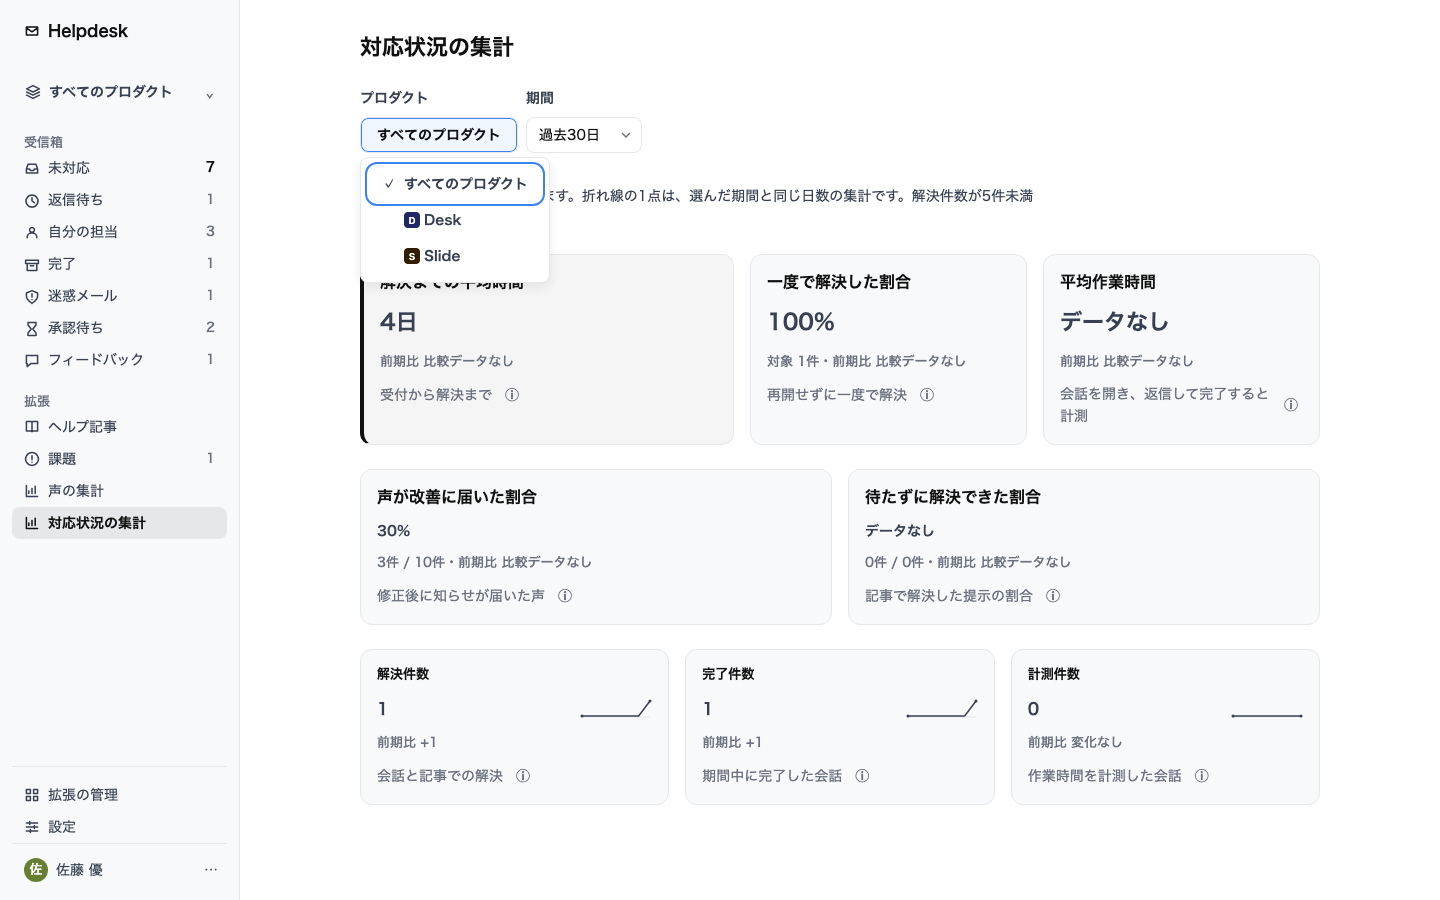 Helpdesk
すべてのプロダクト
受信箱
未対応 7
返信待ち 1
自分の担当 3
完了 1
迷惑メール 1
承認待ち 2
フィードバック 1
拡張
ヘルプ記事
課題 1
声の集計
対応状況の集計
拡張の管理
設定
佐 佐藤 優
対応状況の集計
プロダクト 期間
すべてのプロダクト 過去30日
✓ すべてのプロダクト
D Desk
S Slide
ます。折れ線の1点は、選んだ期間と同じ日数の集計です。解決件数が5件未満
解決までの平均時間
4日
前期比 比較データなし
受付から解決まで
一度で解決した割合
100%
対象 1件・前期比 比較データなし
再開せずに一度で解決
平均作業時間
データなし
前期比 比較データなし
会話を開き、返信して完了すると
計測
声が改善に届いた割合
30%
3件 / 10件・前期比 比較データなし
修正後に知らせが届いた声
待たずに解決できた割合
データなし
0件 / 0件・前期比 比較データなし
記事で解決した提示の割合
解決件数
1
前期比 +1
会話と記事での解決
完了件数
1
前期比 +1
期間中に完了した会話
計測件数
0
前期比 変化なし
作業時間を計測した会話